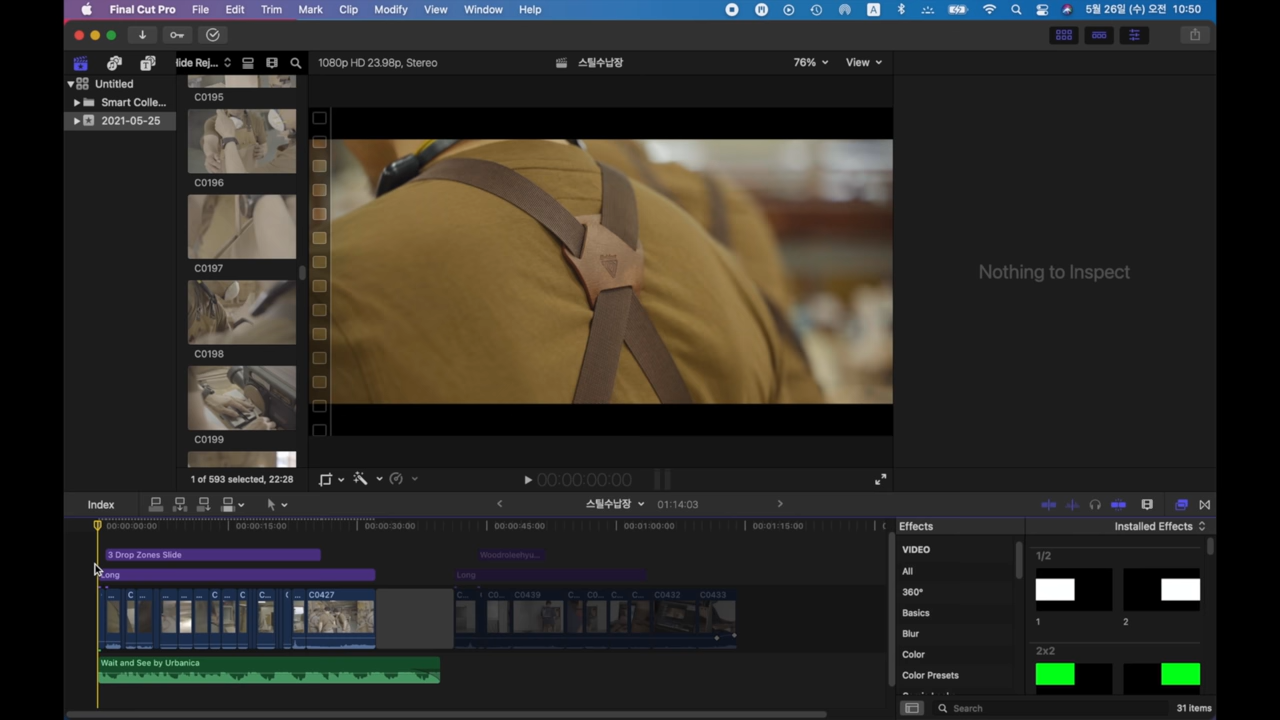 Final Cut Pro File Edit Trim Mark Clip Modify View Window Help A 5월 26일 (수) 오전 10:50
Hide Rej... 1080p HD 23.98p, Stereo 스틸수납장 76% View
Untitled
Smart Colle...
2021-05-25
C0195
C0196
C0197
C0198
C0199
Nothing to Inspect
1 of 593 selected, 22:28 00:00:00:00
Index 스틸수납장 01:14:03
00:00:00:00 00:00:15:00 00:00:30:00 00:00:45:00 00:01:00:00 00:01:15:00
3 Drop Zones Slide
Long Long
C0427 C... C0... C0439 C... C0... C... C... C0432 C0433
Wait and See by Urbanica
Effects Installed Effects
VIDEO
All
360°
Basics
Blur
Color
Color Presets
1/2
1 2
2x2
Search 31 items